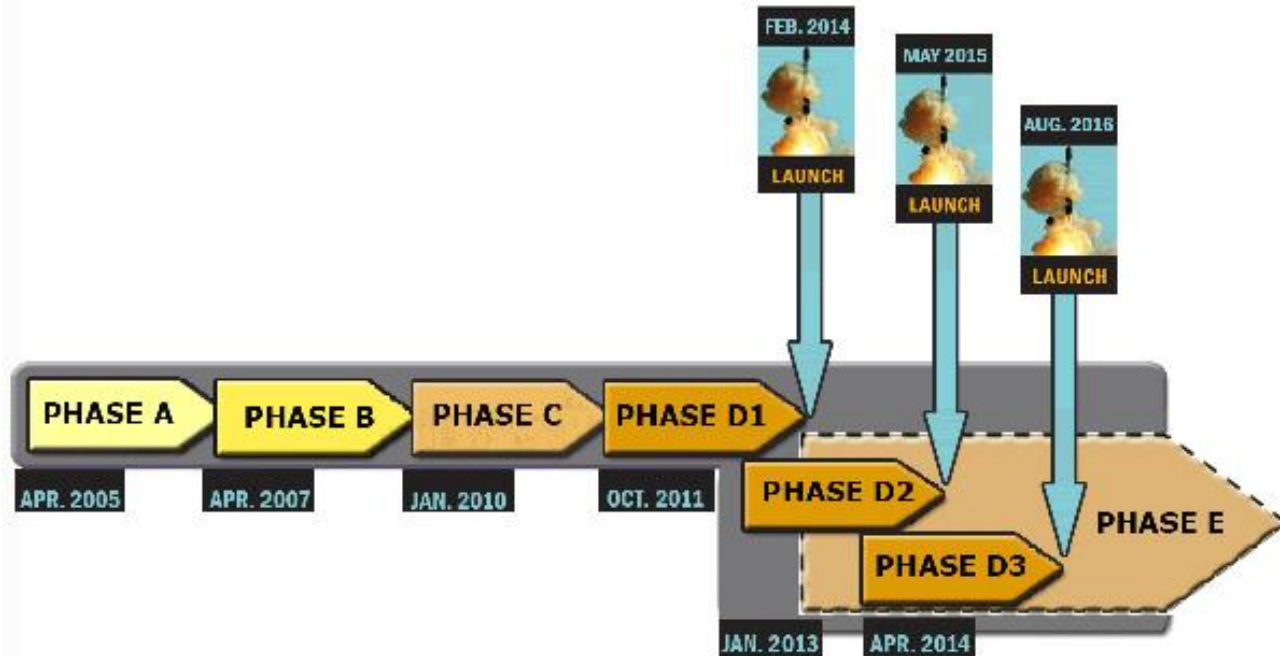 FEB. 2014
LAUNCH
MAY 2015
LAUNCH
AUG. 2016
LAUNCH
PHASE A
PHASE B
PHASE C
PHASE D1
APR. 2005
APR. 2007
JAN. 2010
OCT. 2011
PHASE D2
PHASE E
PHASE D3
JAN. 2013
APR. 2014